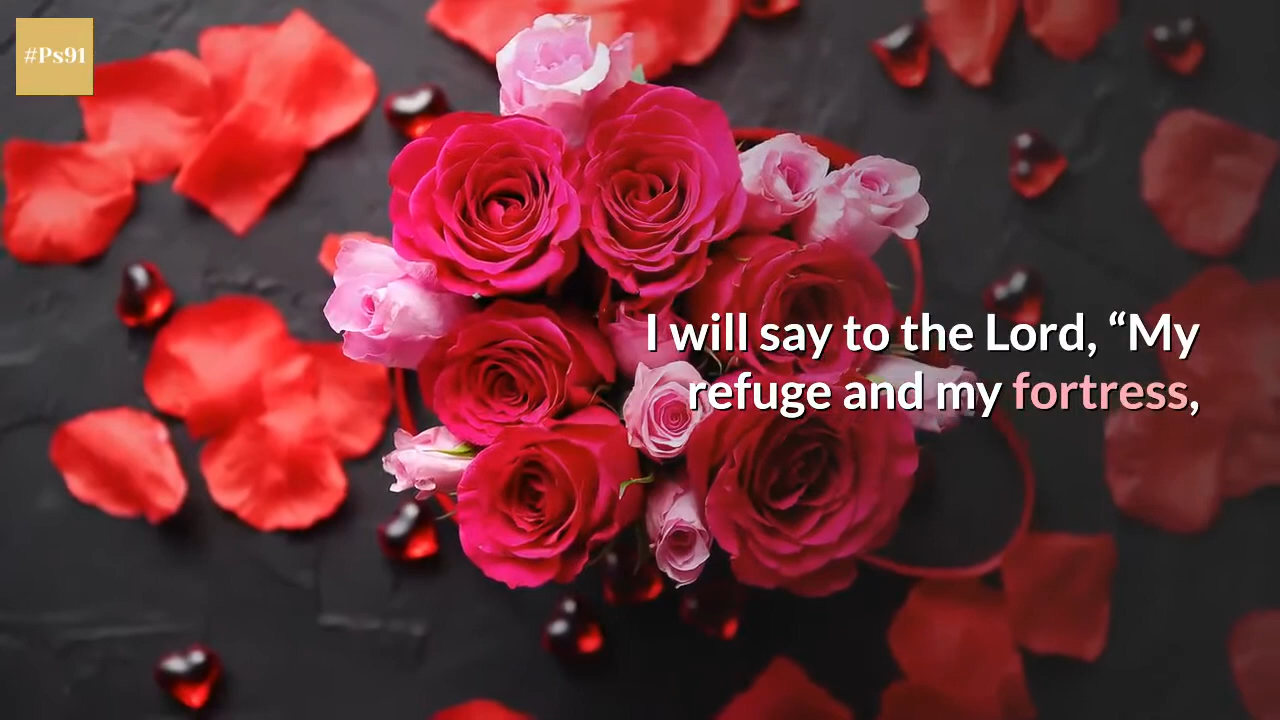 #Ps91
I will say to the Lord, “My
refuge and my fortress,